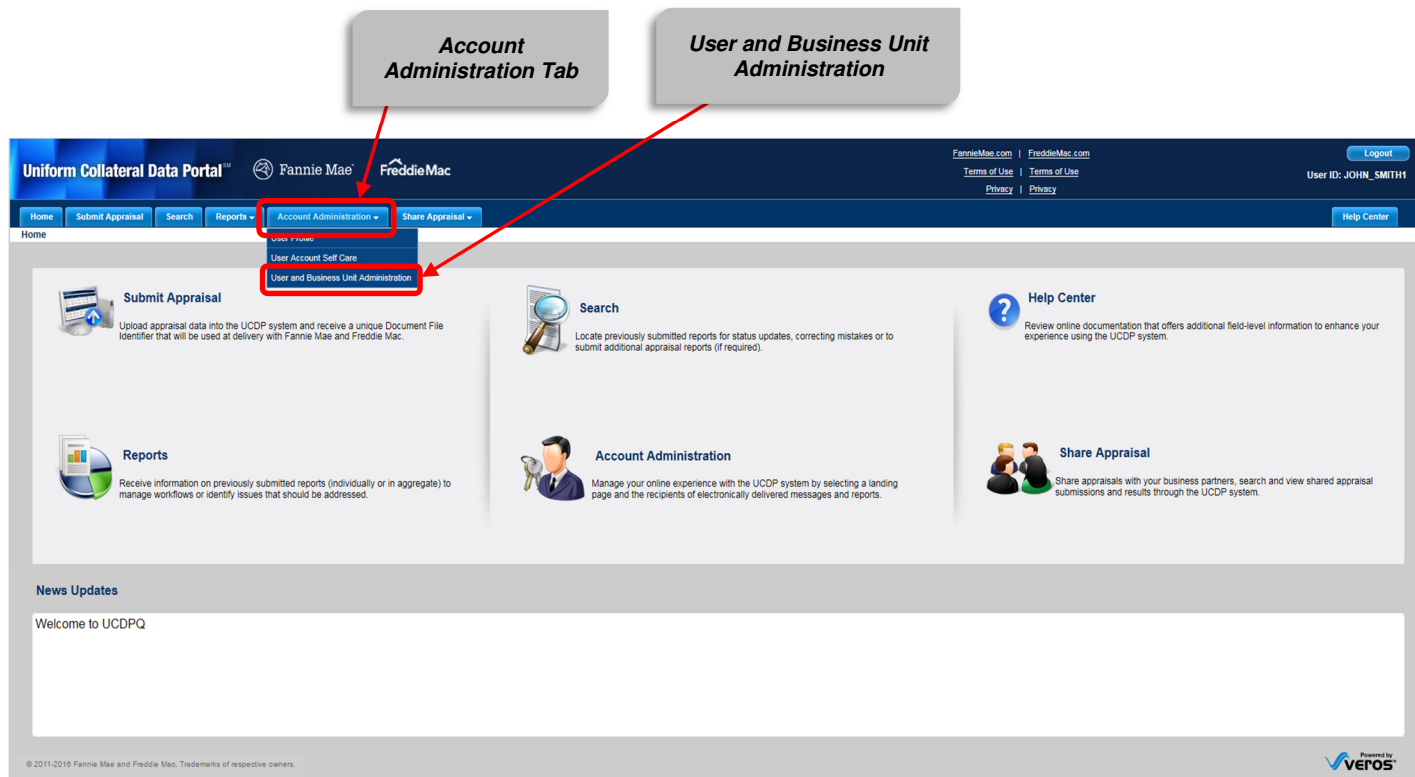 Account
Administration Tab
User and Business Unit
Administration
Uniform Collateral Data Portal℠
Fannie Mae
Freddie Mac
FannieMae.com | FreddieMac.com
Terms of Use | Terms of Use
Privacy | Privacy
Logout
User ID: JOHN_SMITH1
Home
Submit Appraisal
Search
Reports
Account Administration
Share Appraisal
Help Center
Home
User Profile
User Account Self Care
User and Business Unit Administration
Submit Appraisal
Upload appraisal data into the UCDP system and receive a unique Document File
Identifier that will be used at delivery with Fannie Mae and Freddie Mac.
Search
Locate previously submitted reports for status updates, correcting mistakes or to
submit additional appraisal reports (if required).
Help Center
Review online documentation that offers additional field-level information to enhance your
experience using the UCDP system.
Reports
Receive information on previously submitted reports (individually or in aggregate) to
manage workflows or identify issues that should be addressed.
Account Administration
Manage your online experience with the UCDP system by selecting a landing
page and the recipients of electronically delivered messages and reports.
Share Appraisal
Share appraisals with your business partners, search and view shared appraisal
submissions and results through the UCDP system.
News Updates
Welcome to UCDPQ
© 2011-2016 Fannie Mae and Freddie Mac. Trademarks of respective owners.
Powered by
veros